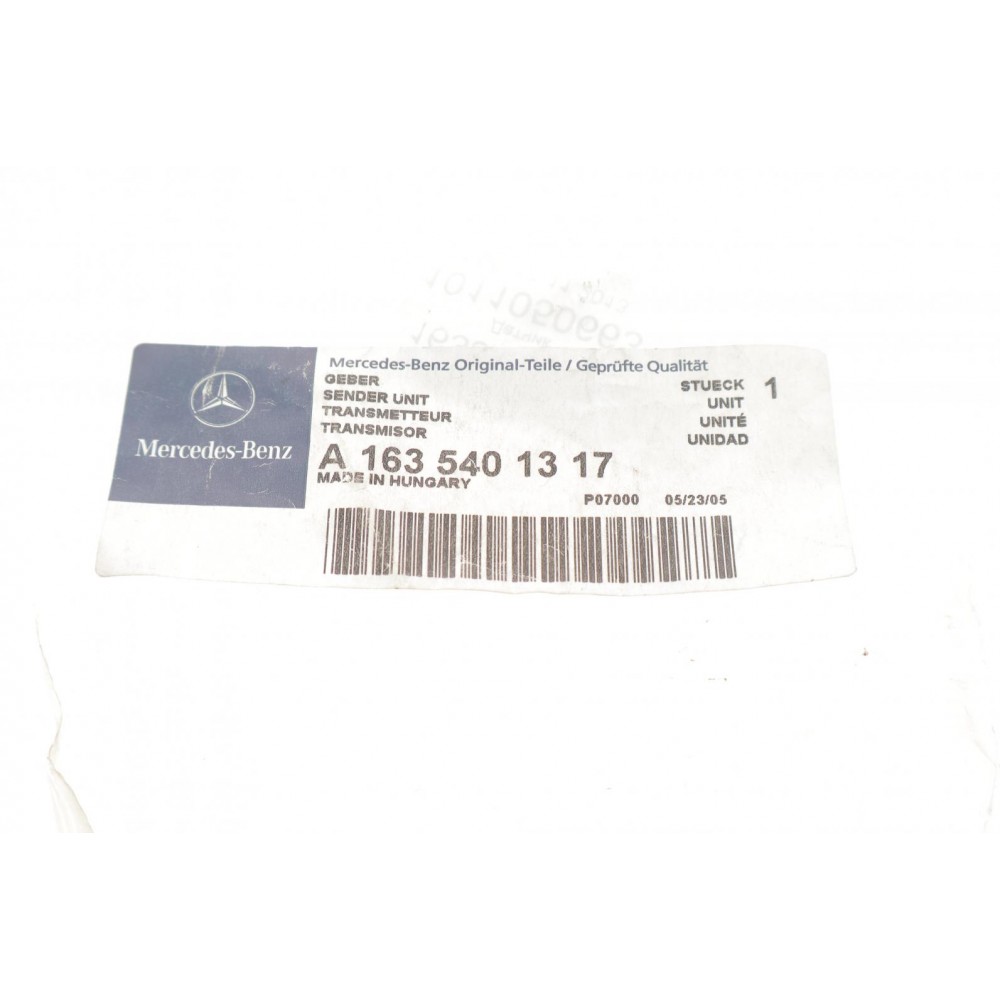 Mercedes-Benz
Mercedes-Benz Original-Teile / Geprüfte Qualität
GEBER
SENDER UNIT
TRANSMETTEUR
TRANSMISOR
STUECK 1
UNIT
UNITÉ
UNIDAD
A 163 540 13 17
MADE IN HUNGARY
P07000 05/23/05